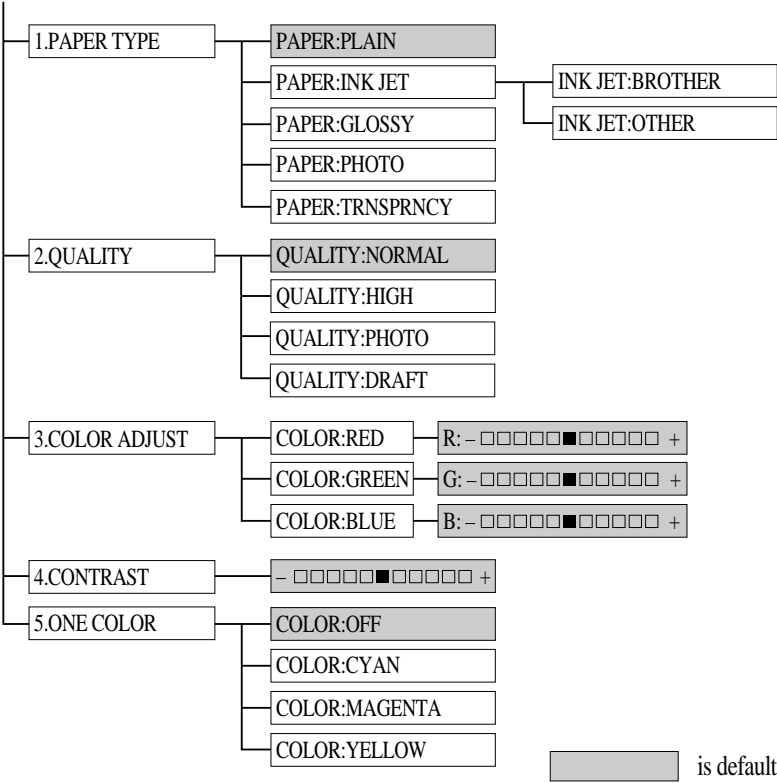 1.PAPER TYPE
PAPER:PLAIN
PAPER:INK JET
INK JET:BROTHER
INK JET:OTHER
PAPER:GLOSSY
PAPER:PHOTO
PAPER:TRNSPRNCY
2.QUALITY
QUALITY:NORMAL
QUALITY:HIGH
QUALITY:PHOTO
QUALITY:DRAFT
3.COLOR ADJUST
COLOR:RED
R: – □□□□□■□□□□□ +
COLOR:GREEN
G: – □□□□□■□□□□□ +
COLOR:BLUE
B: – □□□□□■□□□□□ +
4.CONTRAST
– □□□□□■□□□□□ +
5.ONE COLOR
COLOR:OFF
COLOR:CYAN
COLOR:MAGENTA
COLOR:YELLOW
is default